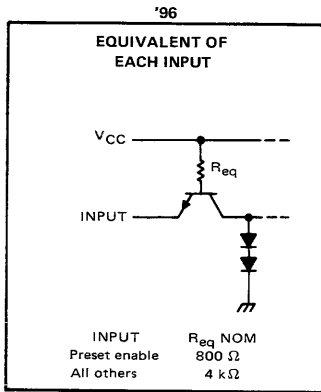 '96
EQUIVALENT OF
EACH INPUT
VCC
Req
INPUT
INPUT Req NOM
Preset enable 800 Ω
All others 4 kΩ